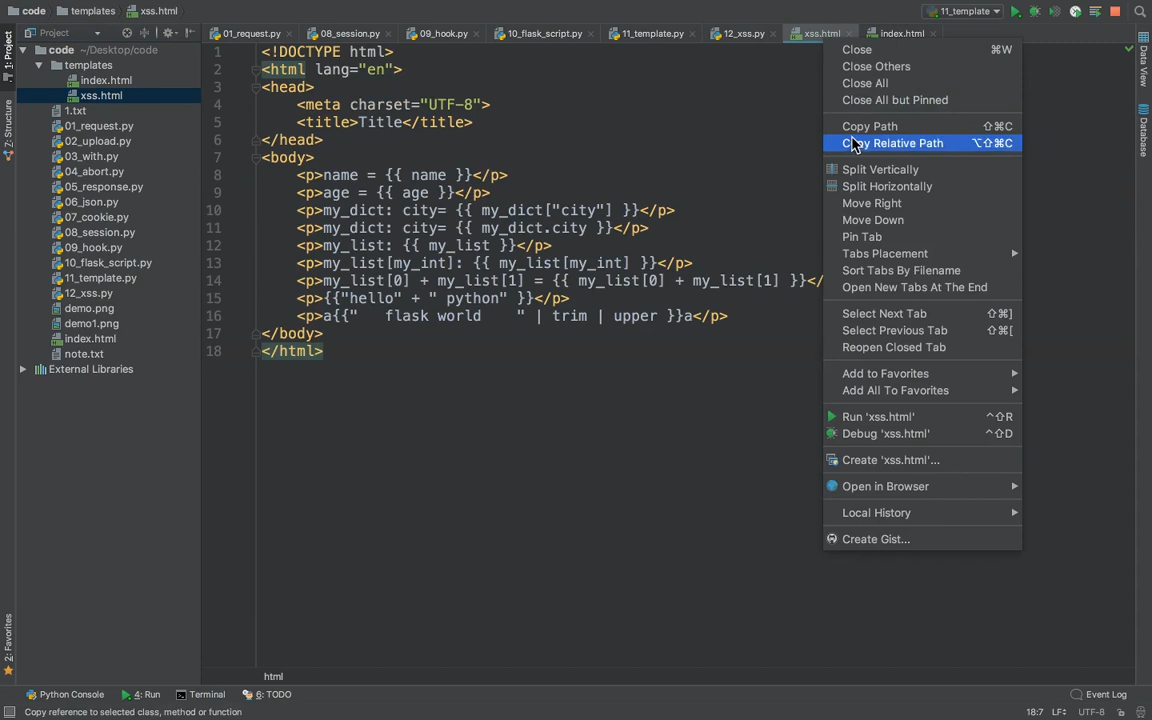 code templates xss.html
11_template
Project
01_request.py 08_session.py 09_hook.py 10_flask_script.py 11_template.py 12_xss.py xss.html index.html
1: Project
Z: Structure
2: Favorites
code ~/Desktop/code
templates
index.html
xss.html
1.txt
01_request.py
02_upload.py
03_with.py
04_abort.py
05_response.py
06_json.py
07_cookie.py
08_session.py
09_hook.py
10_flask_script.py
11_template.py
12_xss.py
demo.png
demo1.png
index.html
note.txt
External Libraries
1 <!DOCTYPE html>
2 <html lang="en">
3 <head>
4 <meta charset="UTF-8">
5 <title>Title</title>
6 </head>
7 <body>
8 <p>name = {{ name }}</p>
9 <p>age = {{ age }}</p>
10 <p>my_dict: city= {{ my_dict["city"] }}</p>
11 <p>my_dict: city= {{ my_dict.city }}</p>
12 <p>my_list: {{ my_list }}</p>
13 <p>my_list[my_int]: {{ my_list[my_int] }}</p>
14 <p>my_list[0] + my_list[1] = {{ my_list[0] + my_list[1] }}</
15 <p>{{"hello" + " python" }}</p>
16 <p>a{{"   flask world    " | trim | upper }}a</p>
17 </body>
18 </html>
Close ⌘W
Close Others
Close All
Close All but Pinned
Copy Path ⇧⌘C
Copy Relative Path ⌥⇧⌘C
Split Vertically
Split Horizontally
Move Right
Move Down
Pin Tab
Tabs Placement
Sort Tabs By Filename
Open New Tabs At The End
Select Next Tab ⇧⌘]
Select Previous Tab ⇧⌘[
Reopen Closed Tab
Add to Favorites
Add All To Favorites
Run 'xss.html' ^⇧R
Debug 'xss.html' ^⇧D
Create 'xss.html'...
Open in Browser
Local History
Create Gist...
Data View
Database
html
Python Console 4: Run Terminal 6: TODO Event Log
Copy reference to selected class, method or function 18:7 LF÷ UTF-8